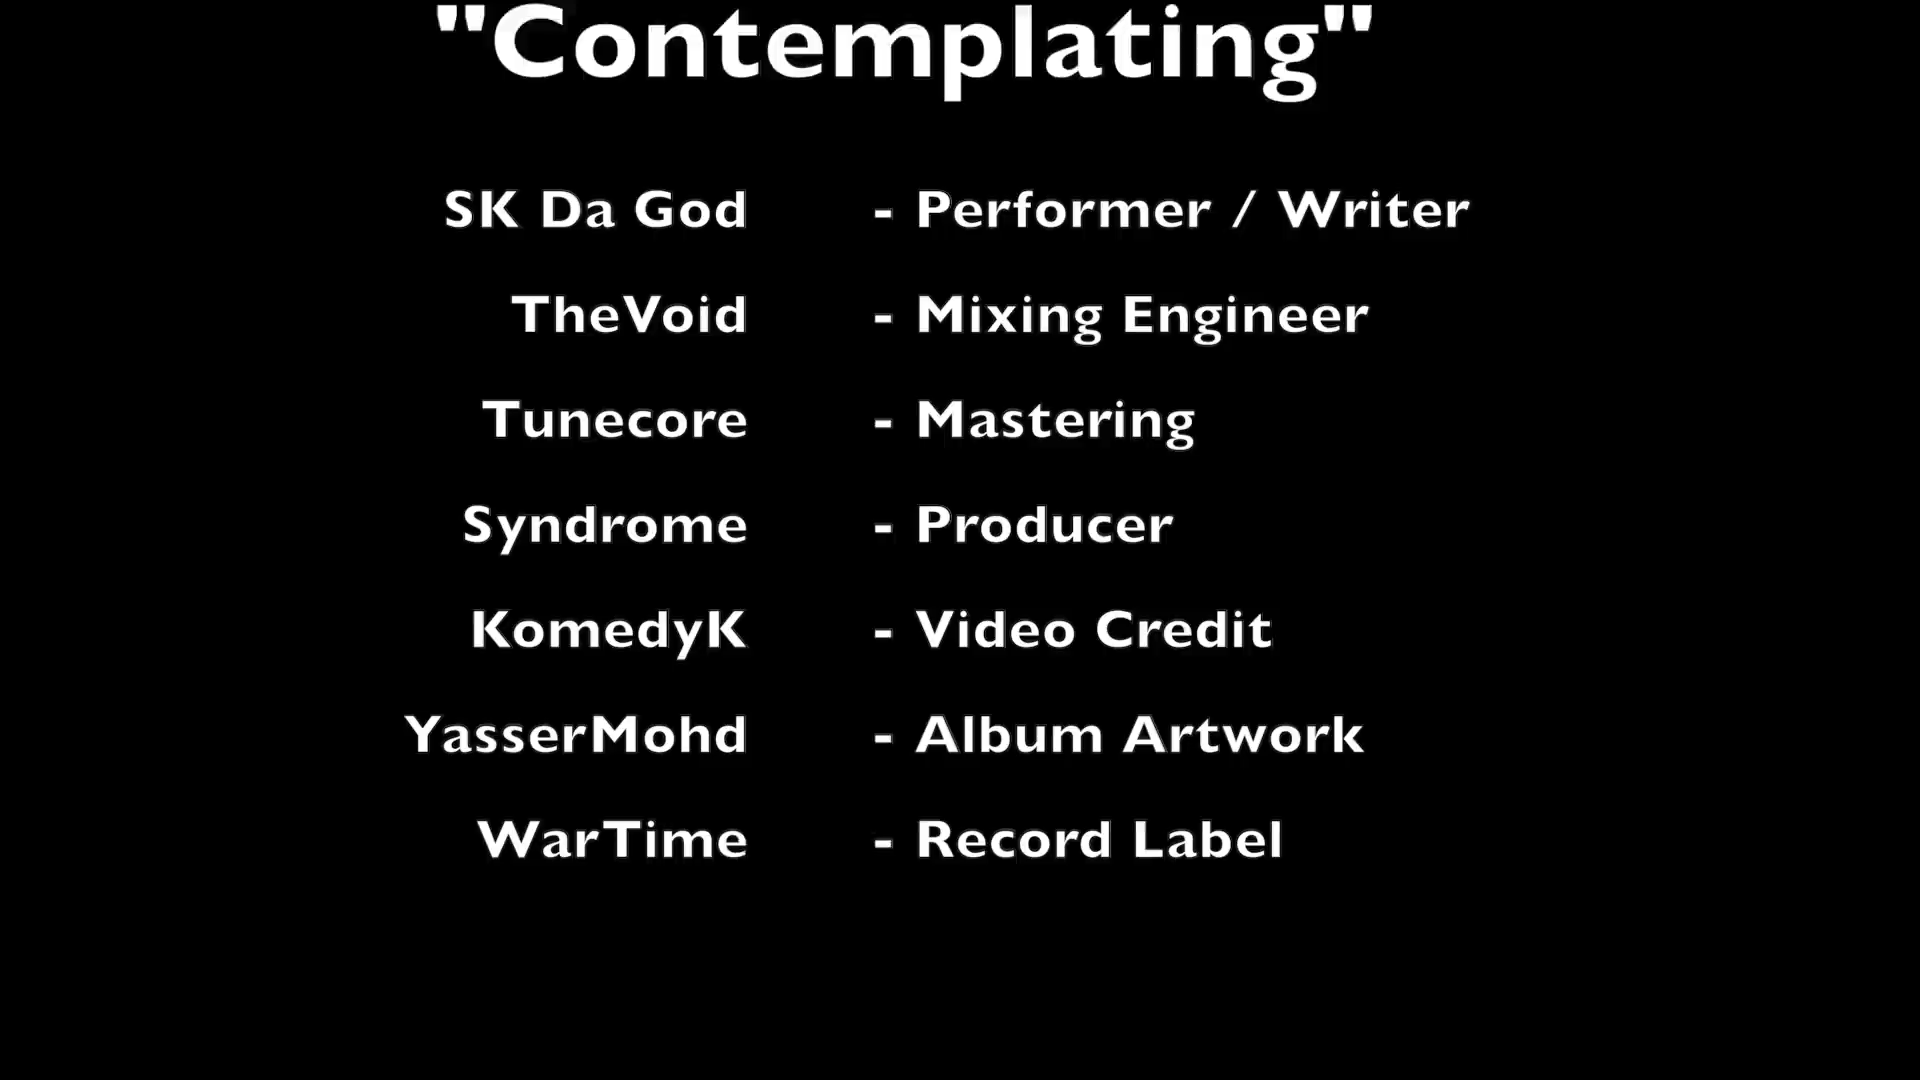 "Contemplating"
SK Da God - Performer / Writer
TheVoid - Mixing Engineer
Tunecore - Mastering
Syndrome - Producer
KomedyK - Video Credit
YasserMohd - Album Artwork
WarTime - Record Label